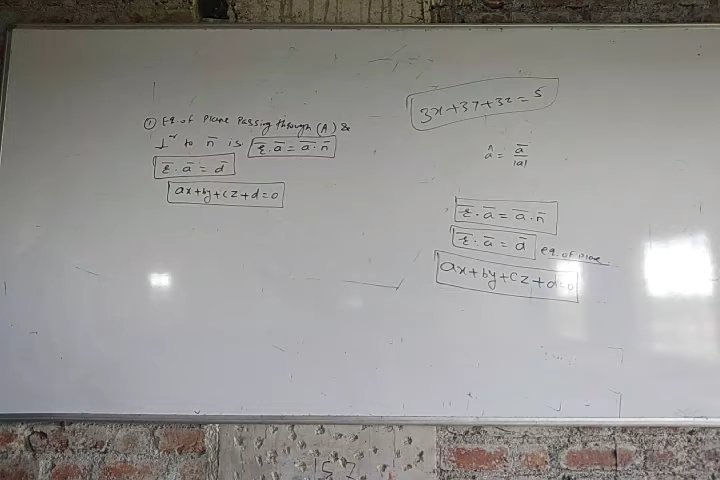 ① Eq. of Plane Passing through (A) &
⊥ʳ to n̄ is r̄.ā = ā.n̄
r̄.ā = d̄
ax+by+cz+d=0
3x+3y+3z=5
â = ā/|a|
r̄.ā = ā.n̄
r̄.ā = d̄ eq. of Plane
ax+by+cz+d=0